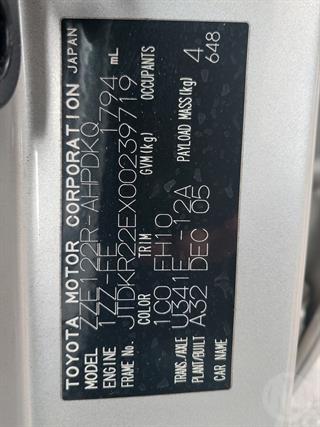 TOYOTA MOTOR CORPORATION JAPAN
MODEL ZZE122R-AHPDKQ
ENGINE 1ZZ-FE 1794 mL
FRAME No. JTDKR22EX00239719
COLOR TRIM GVM(kg) OCCUPANTS
1C0 FH10 4
TRANS./AXLE U341E -12A PAYLOAD MASS(kg) 648
PLANT/BUILT A32 DEC 05
CAR NAME